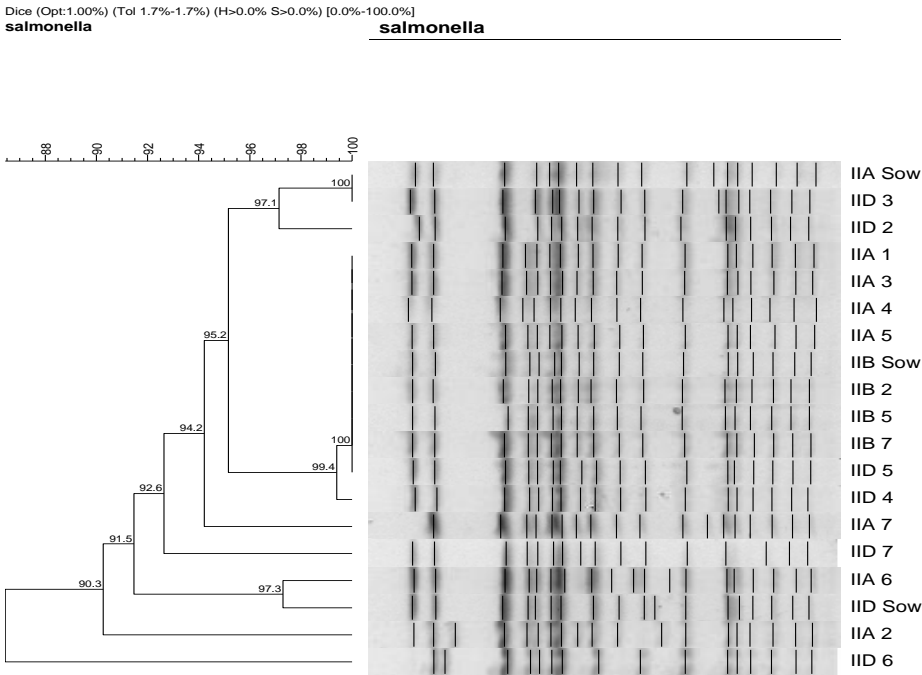 Dice (Opt:1.00%) (Tol 1.7%-1.7%) (H>0.0% S>0.0%) [0.0%-100.0%]
salmonella salmonella
88 90 92 94 96 98 100
100 IIA Sow
97.1 IID 3
IID 2
IIA 1
IIA 3
IIA 4
95.2 IIA 5
IIB Sow
IIB 2
IIB 5
94.2 100 IIB 7
99.4 IID 5
92.6 IID 4
IIA 7
91.5 IID 7
90.3 97.3 IIA 6
IID Sow
IIA 2
IID 6